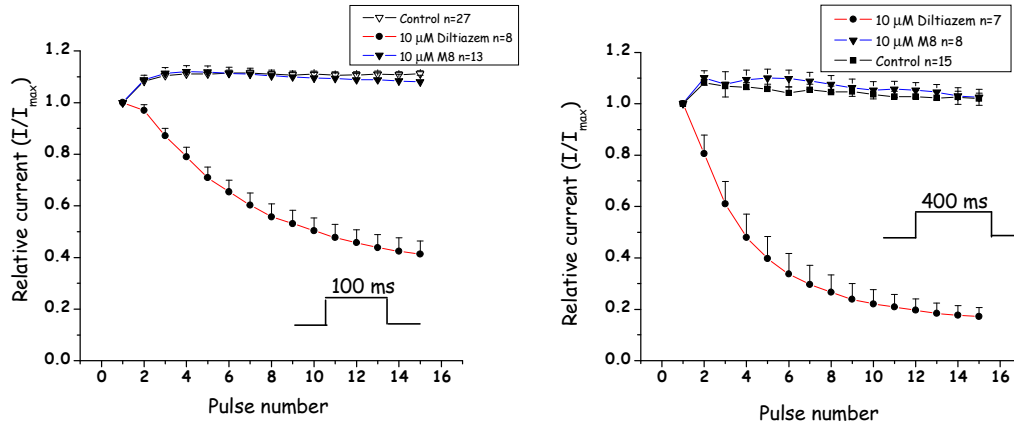 Control n=27
10 µM Diltiazem n=8
10 µM M8 n=13
1.2
1.0
0.8
0.6
0.4
0.2
0.0
Relative current (I/Imax)
100 ms
0 2 4 6 8 10 12 14 16
Pulse number
10 µM Diltiazem n=7
10 µM M8 n=8
Control n=15
1.2
1.0
0.8
0.6
0.4
0.2
0.0
Relative current (I/Imax)
400 ms
0 2 4 6 8 10 12 14 16
Pulse number